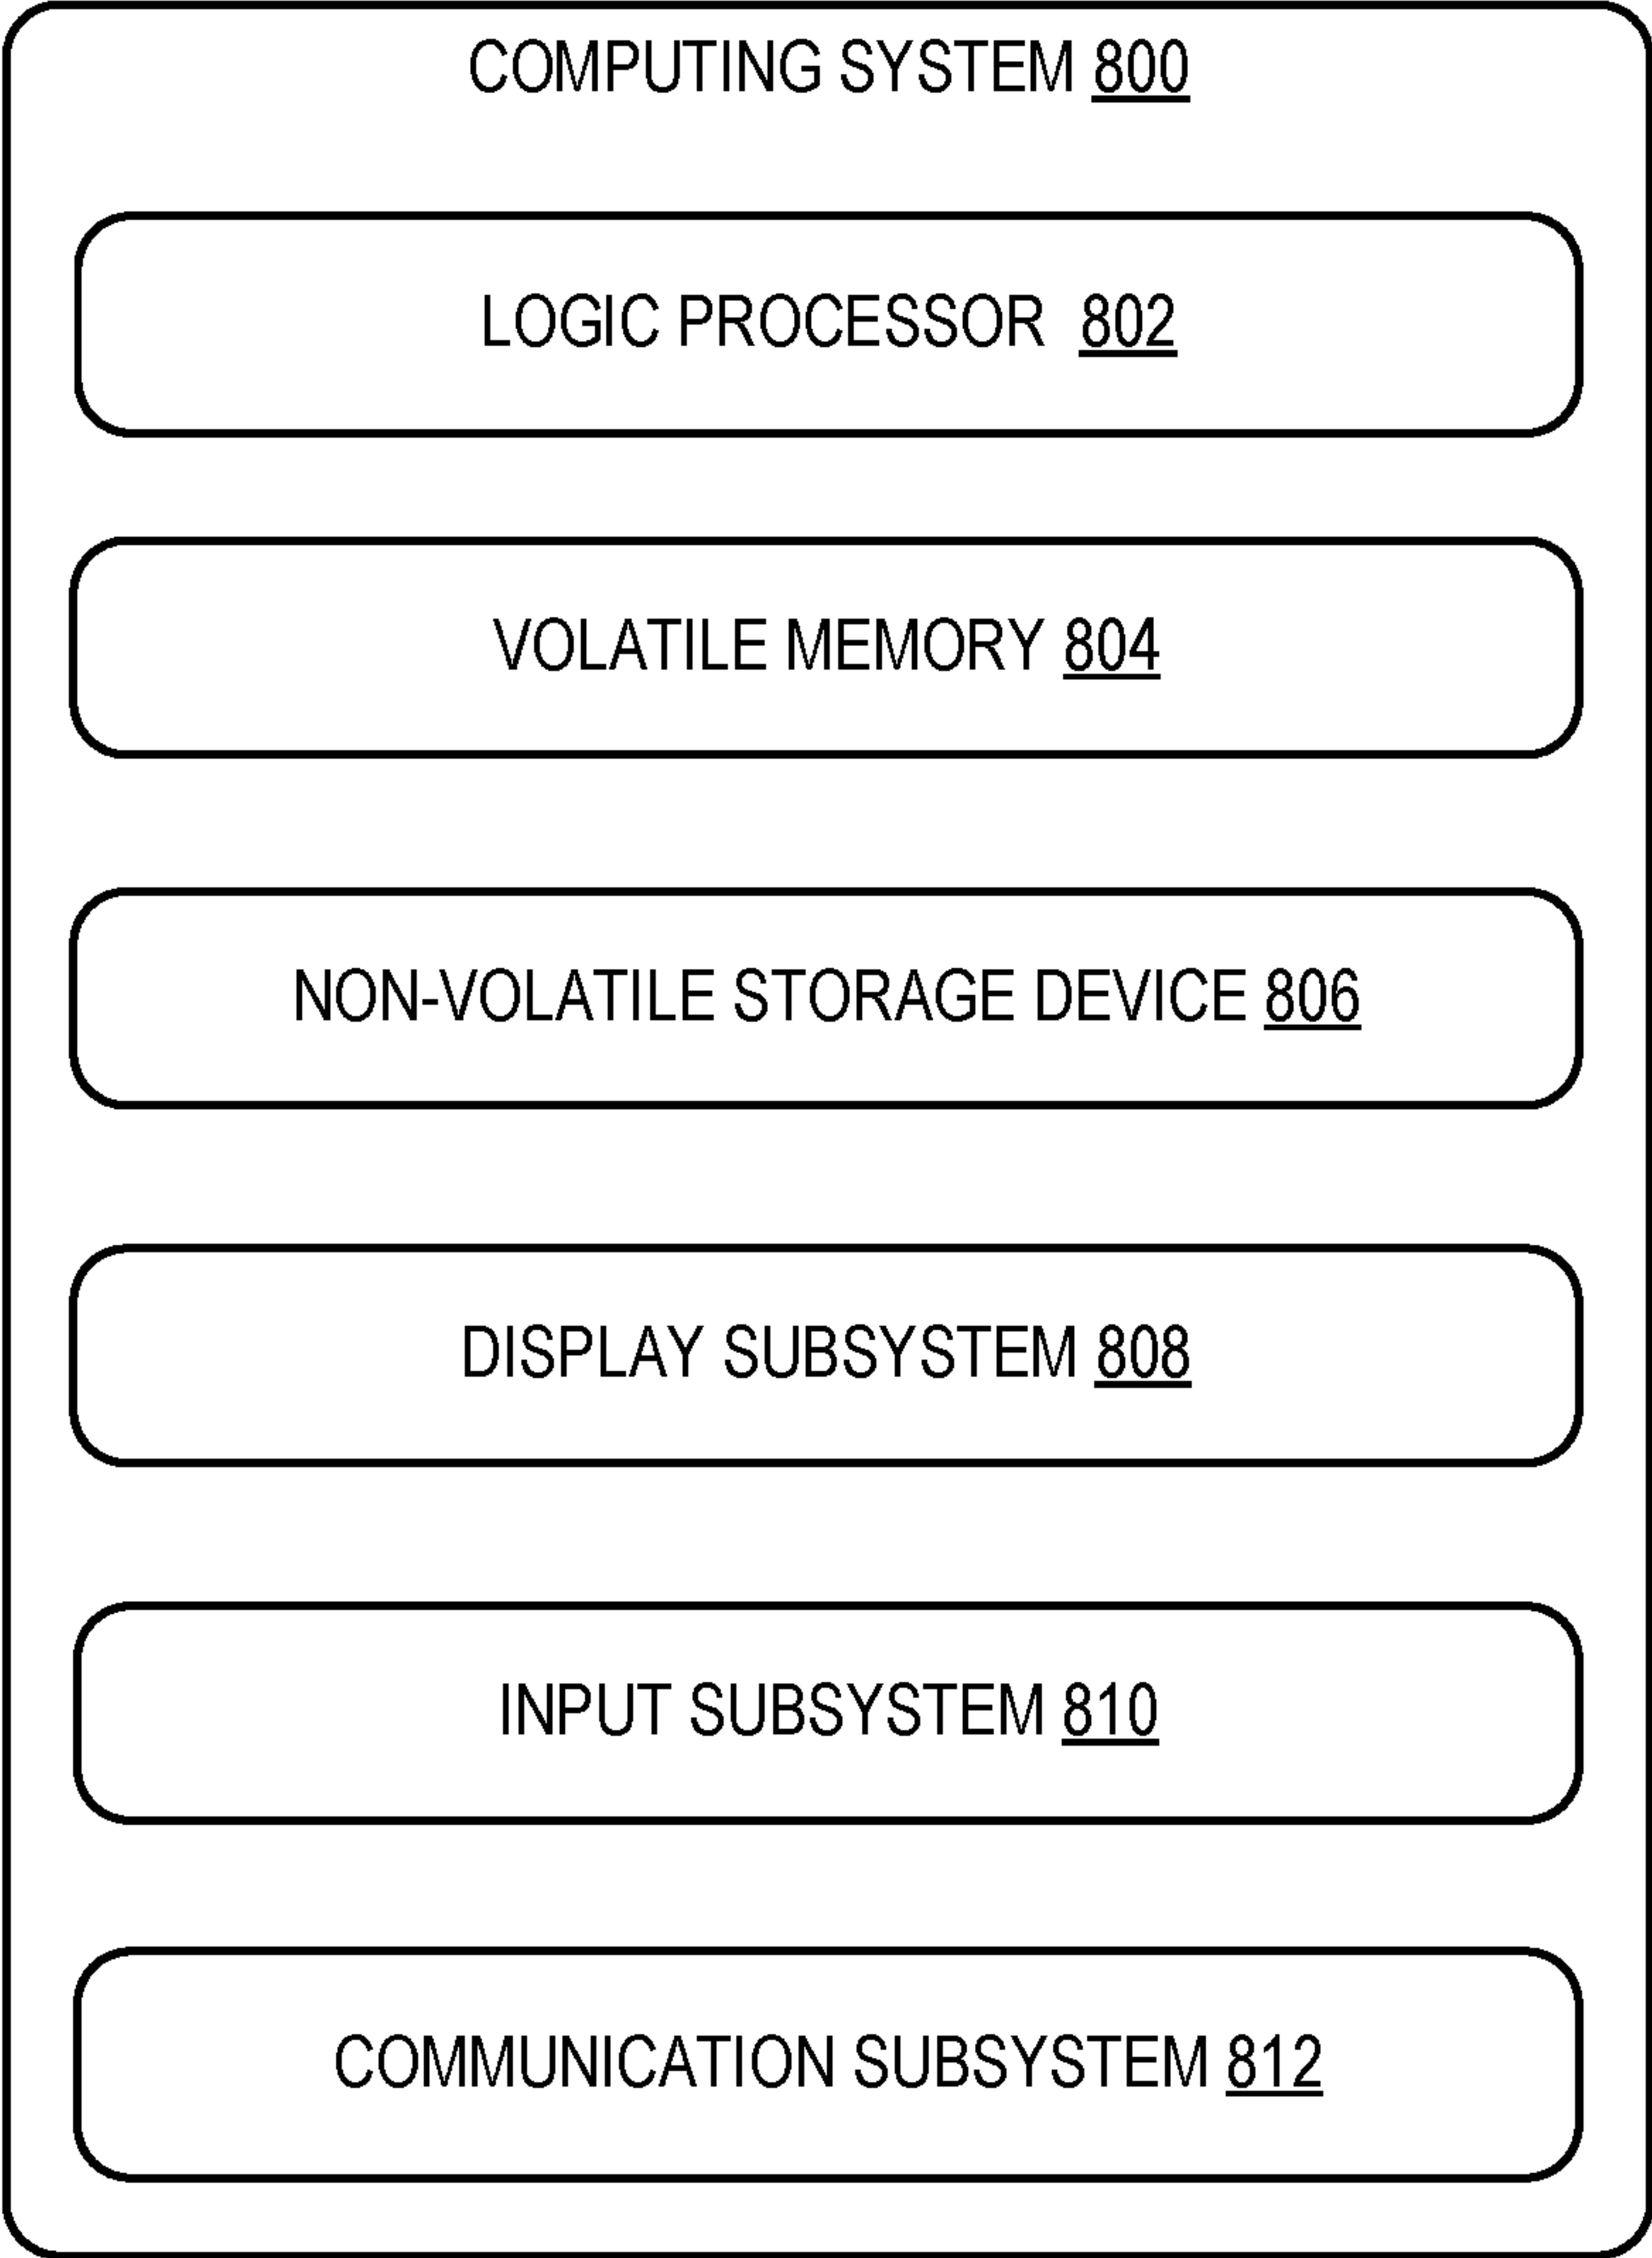 COMPUTING SYSTEM 800
LOGIC PROCESSOR 802
VOLATILE MEMORY 804
NON-VOLATILE STORAGE DEVICE 806
DISPLAY SUBSYSTEM 808
INPUT SUBSYSTEM 810
COMMUNICATION SUBSYSTEM 812